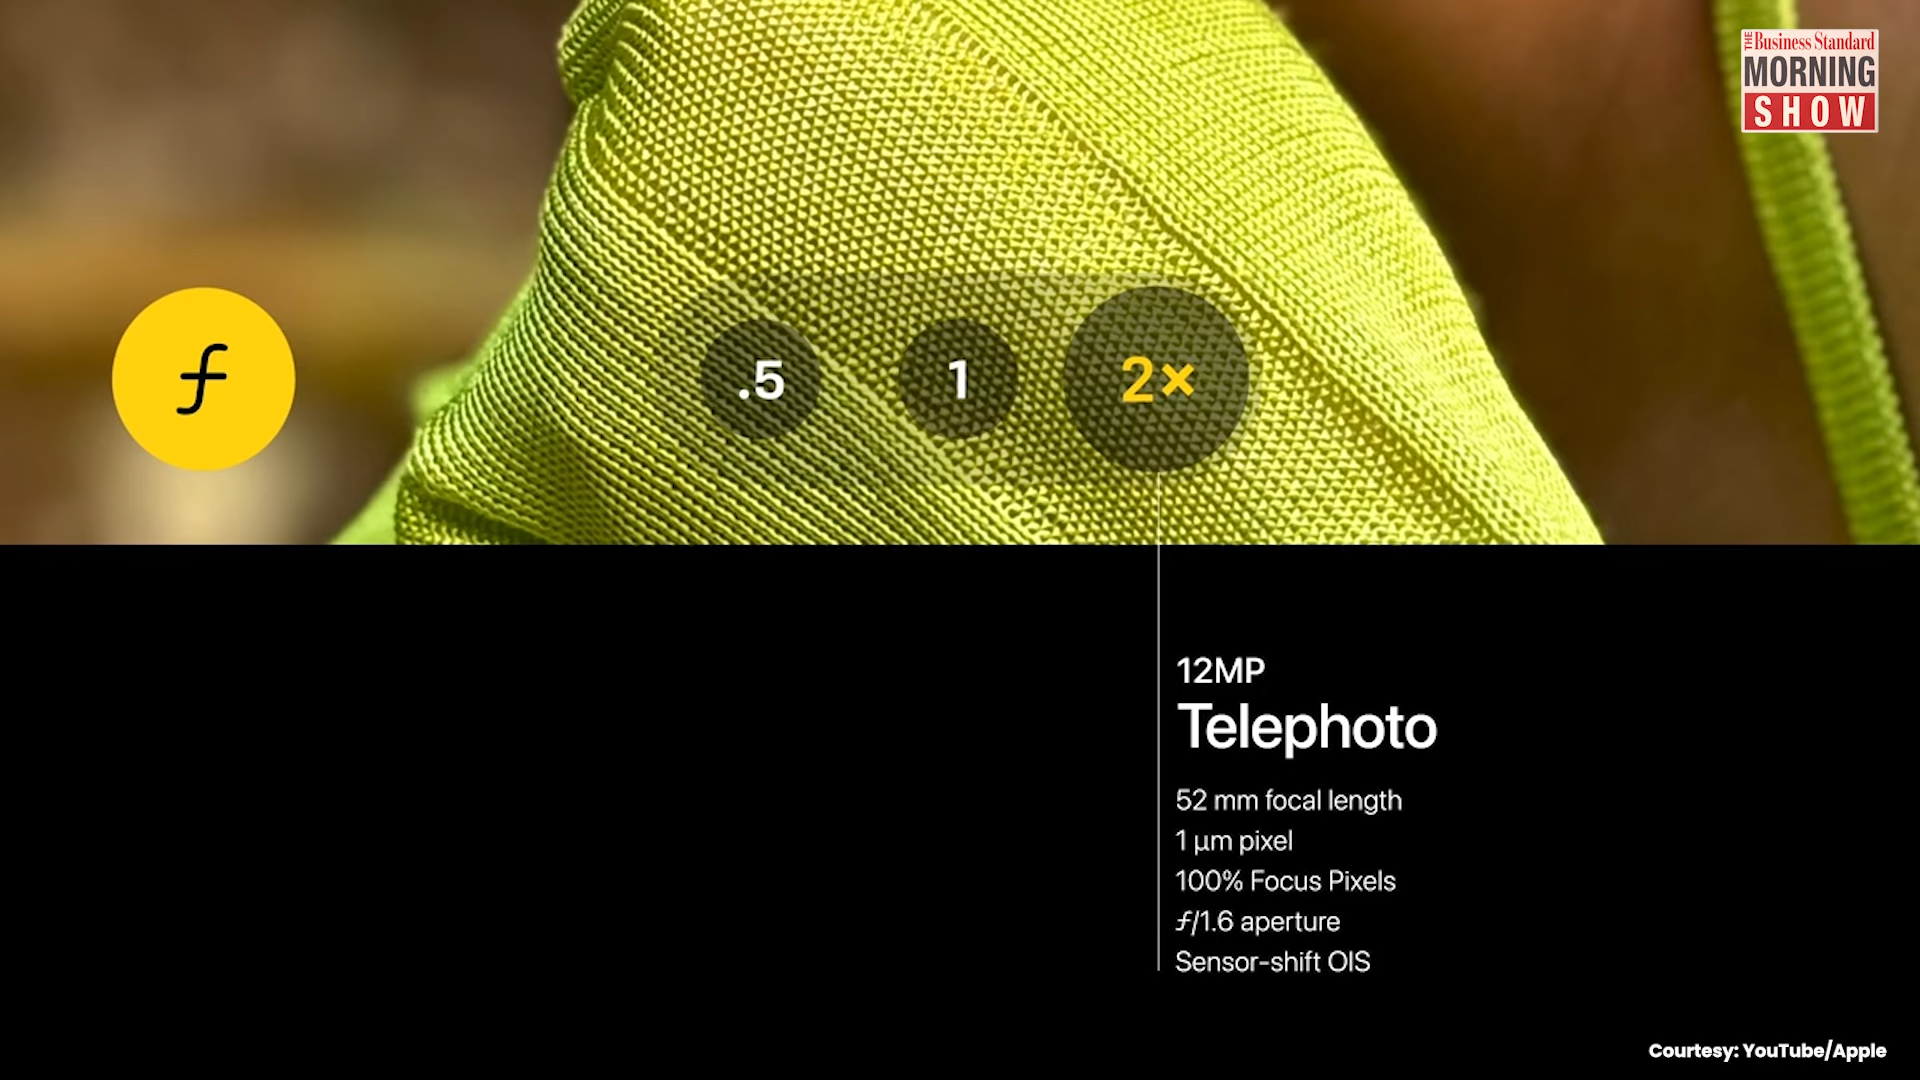 THE Business Standard
MORNING
SHOW
f
.5 1 2×
12MP
Telephoto
52 mm focal length
1 µm pixel
100% Focus Pixels
ƒ/1.6 aperture
Sensor-shift OIS
Courtesy: YouTube/Apple